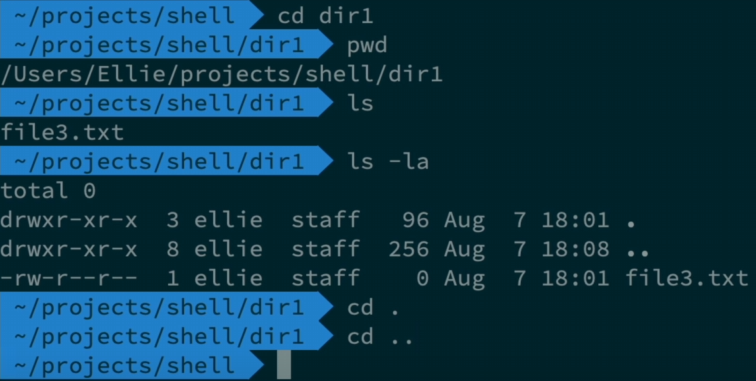 ~/projects/shell cd dir1
~/projects/shell/dir1 pwd
/Users/Ellie/projects/shell/dir1
~/projects/shell/dir1 ls
file3.txt
~/projects/shell/dir1 ls -la
total 0
drwxr-xr-x  3 ellie  staff   96 Aug  7 18:01 .
drwxr-xr-x  8 ellie  staff  256 Aug  7 18:08 ..
-rw-r--r--  1 ellie  staff    0 Aug  7 18:01 file3.txt
~/projects/shell/dir1 cd .
~/projects/shell/dir1 cd ..
~/projects/shell